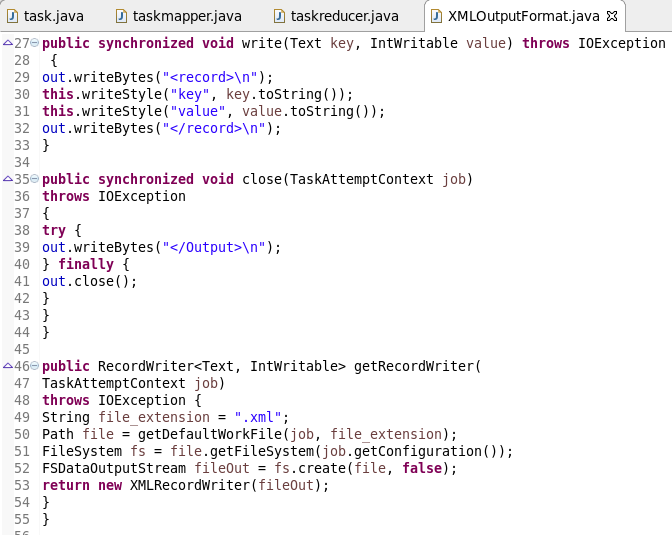 task.java taskmapper.java taskreducer.java XMLOutputFormat.java
27 public synchronized void write(Text key, IntWritable value) throws IOException
28 {
29 out.writeBytes("<record>\n");
30 this.writeStyle("key", key.toString());
31 this.writeStyle("value", value.toString());
32 out.writeBytes("</record>\n");
33 }
34
35 public synchronized void close(TaskAttemptContext job)
36 throws IOException
37 {
38 try {
39 out.writeBytes("</Output>\n");
40 } finally {
41 out.close();
42 }
43 }
44 }
45
46 public RecordWriter<Text, IntWritable> getRecordWriter(
47 TaskAttemptContext job)
48 throws IOException {
49 String file_extension = ".xml";
50 Path file = getDefaultWorkFile(job, file_extension);
51 FileSystem fs = file.getFileSystem(job.getConfiguration());
52 FSDataOutputStream fileOut = fs.create(file, false);
53 return new XMLRecordWriter(fileOut);
54 }
55 }